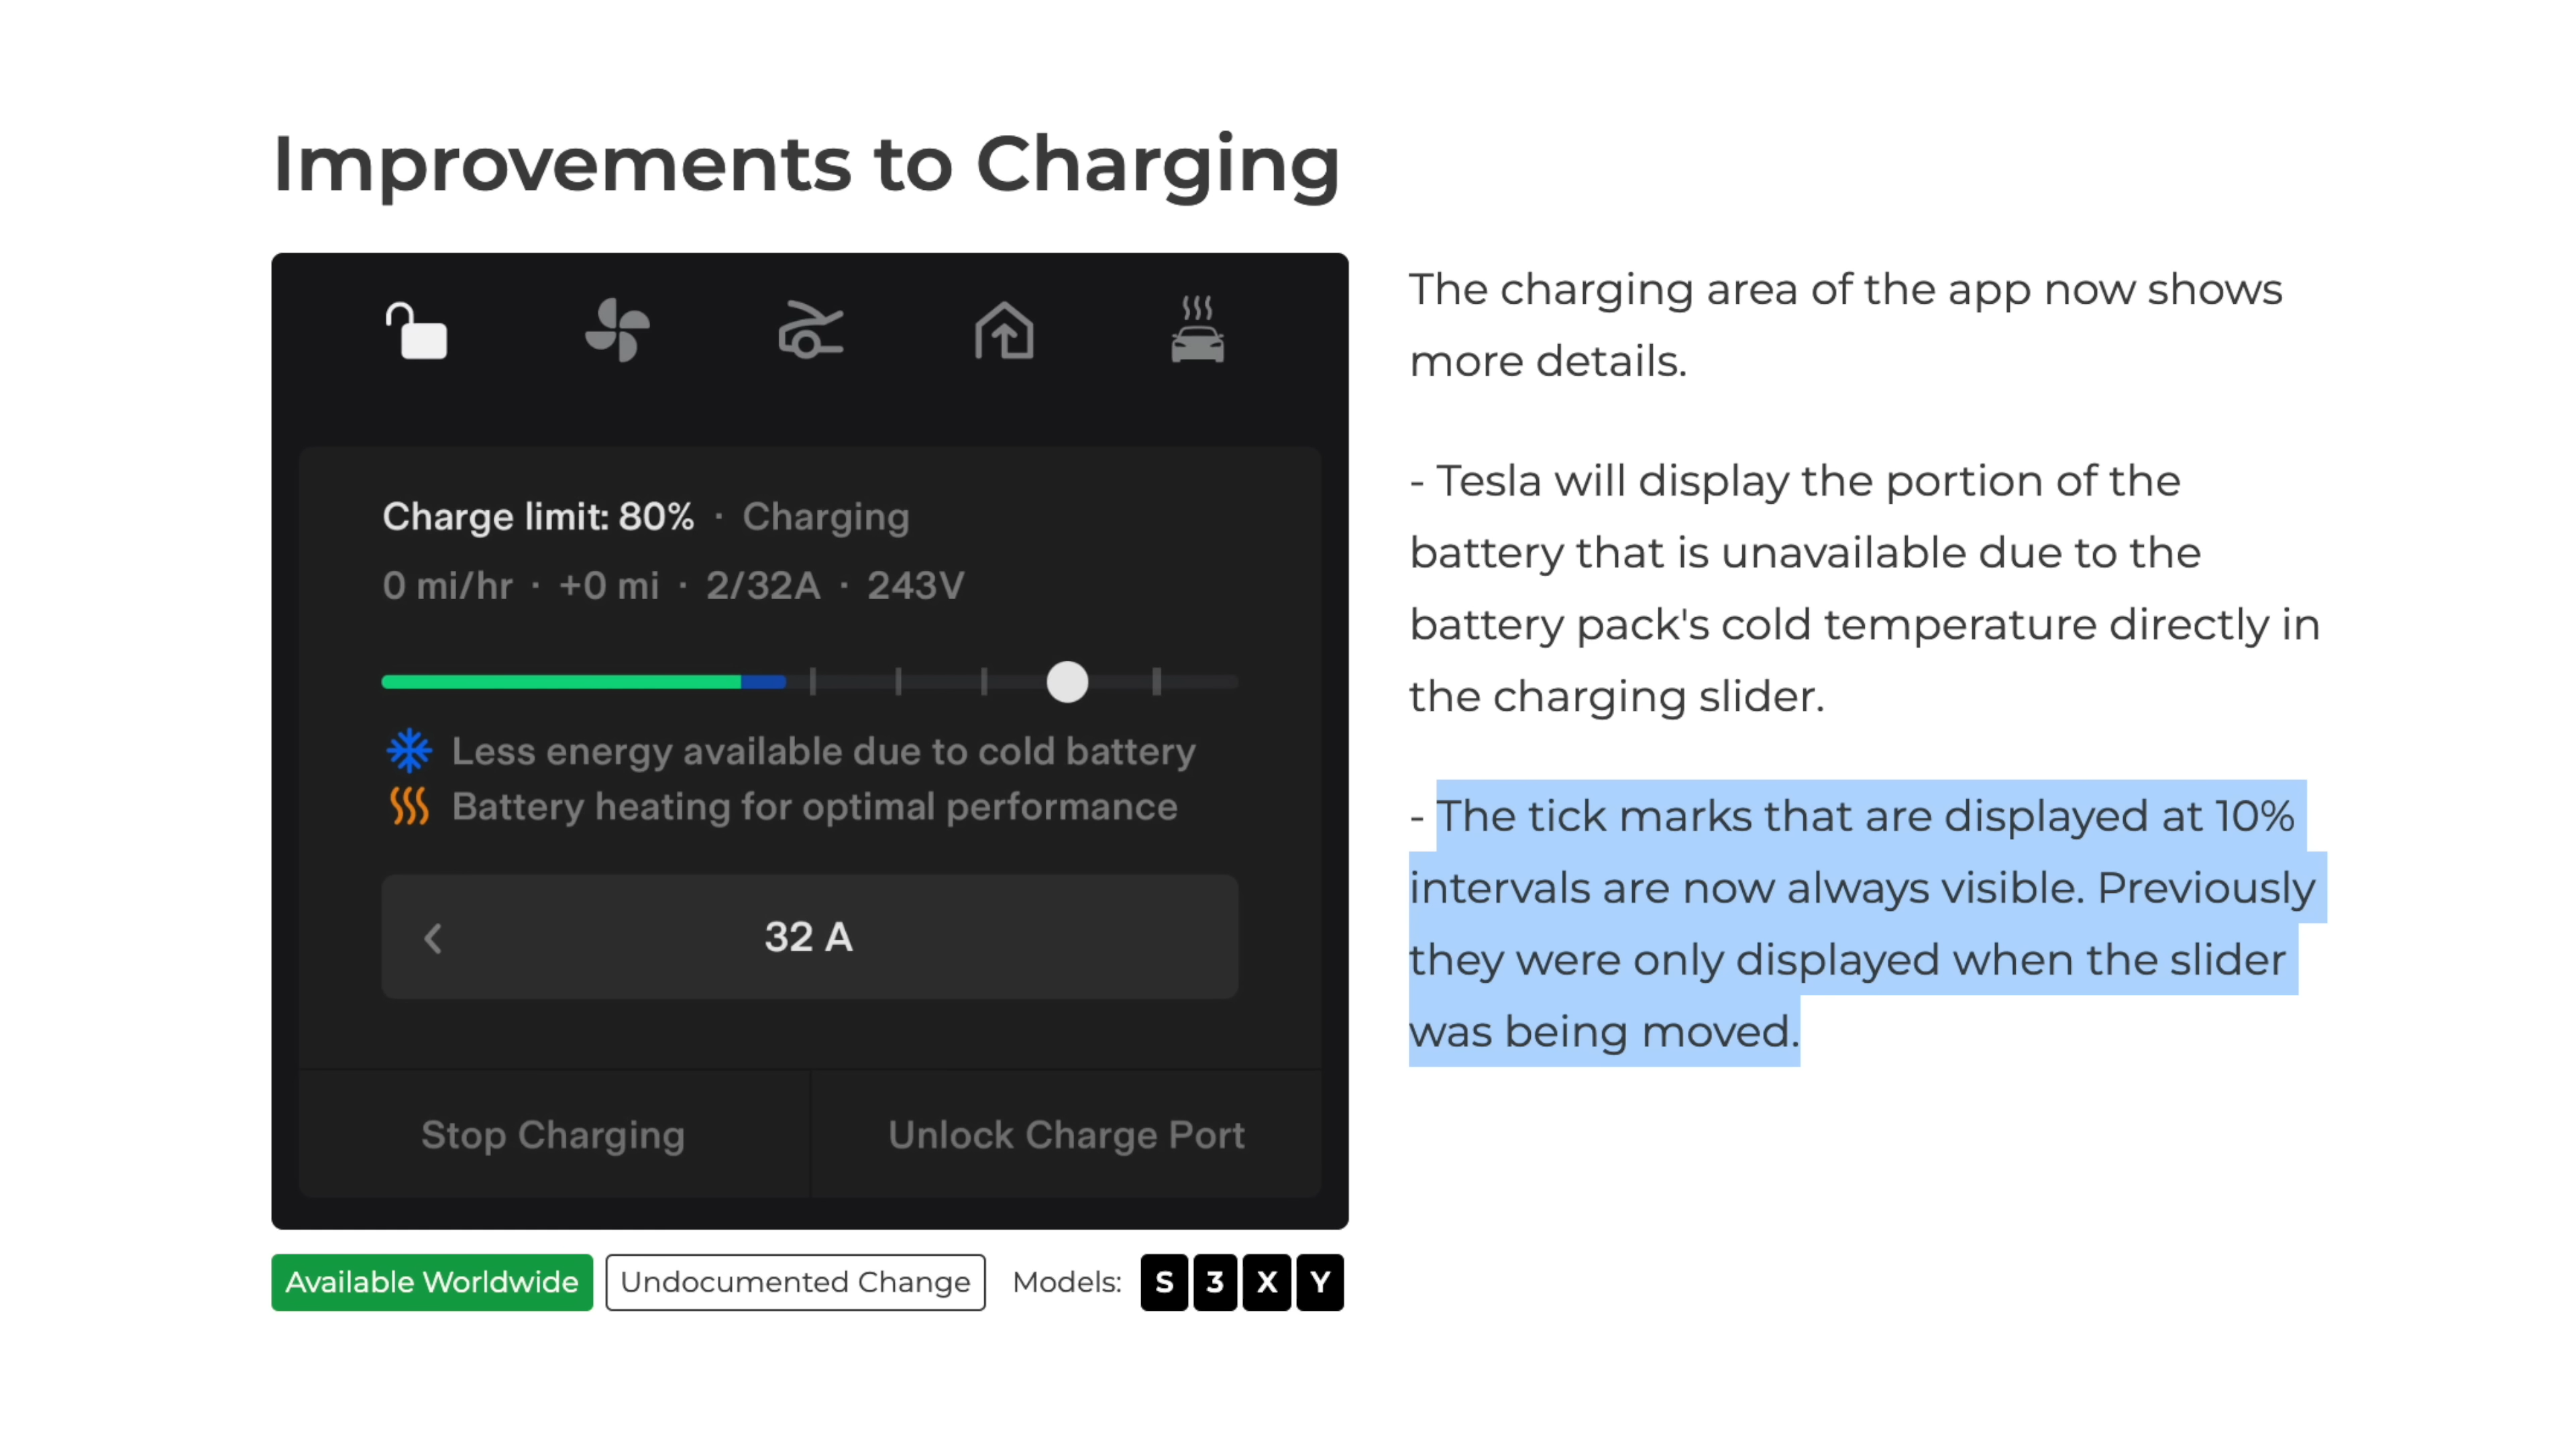 Improvements to Charging
Charge limit: 80% · Charging
0 mi/hr · +0 mi · 2/32A · 243V
Less energy available due to cold battery
Battery heating for optimal performance
32 A
Stop Charging
Unlock Charge Port
Available Worldwide
Undocumented Change
Models: S 3 X Y
The charging area of the app now shows
more details.
- Tesla will display the portion of the
battery that is unavailable due to the
battery pack's cold temperature directly in
the charging slider.
- The tick marks that are displayed at 10%
intervals are now always visible. Previously
they were only displayed when the slider
was being moved.